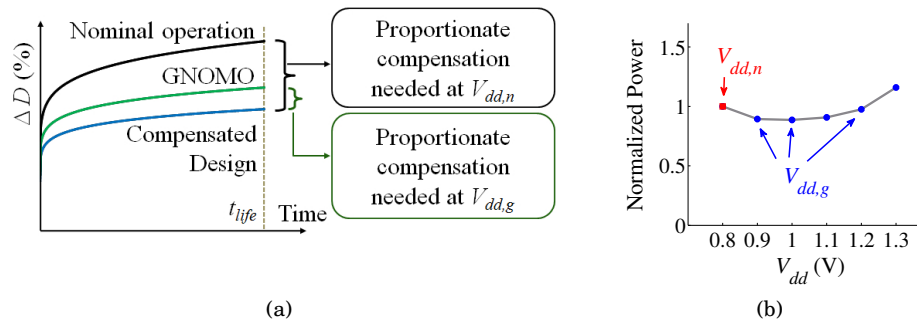 Δ D (%)
Nominal operation
GNOMO
Compensated
Design
t_life
Time
Proportionate
compensation
needed at V_dd,n
Proportionate
compensation
needed at V_dd,g
(a)
Normalized Power
1.5
1
0.5
0
V_dd,n
V_dd,g
0.8 0.9 1 1.1 1.2 1.3
V_dd (V)
(b)